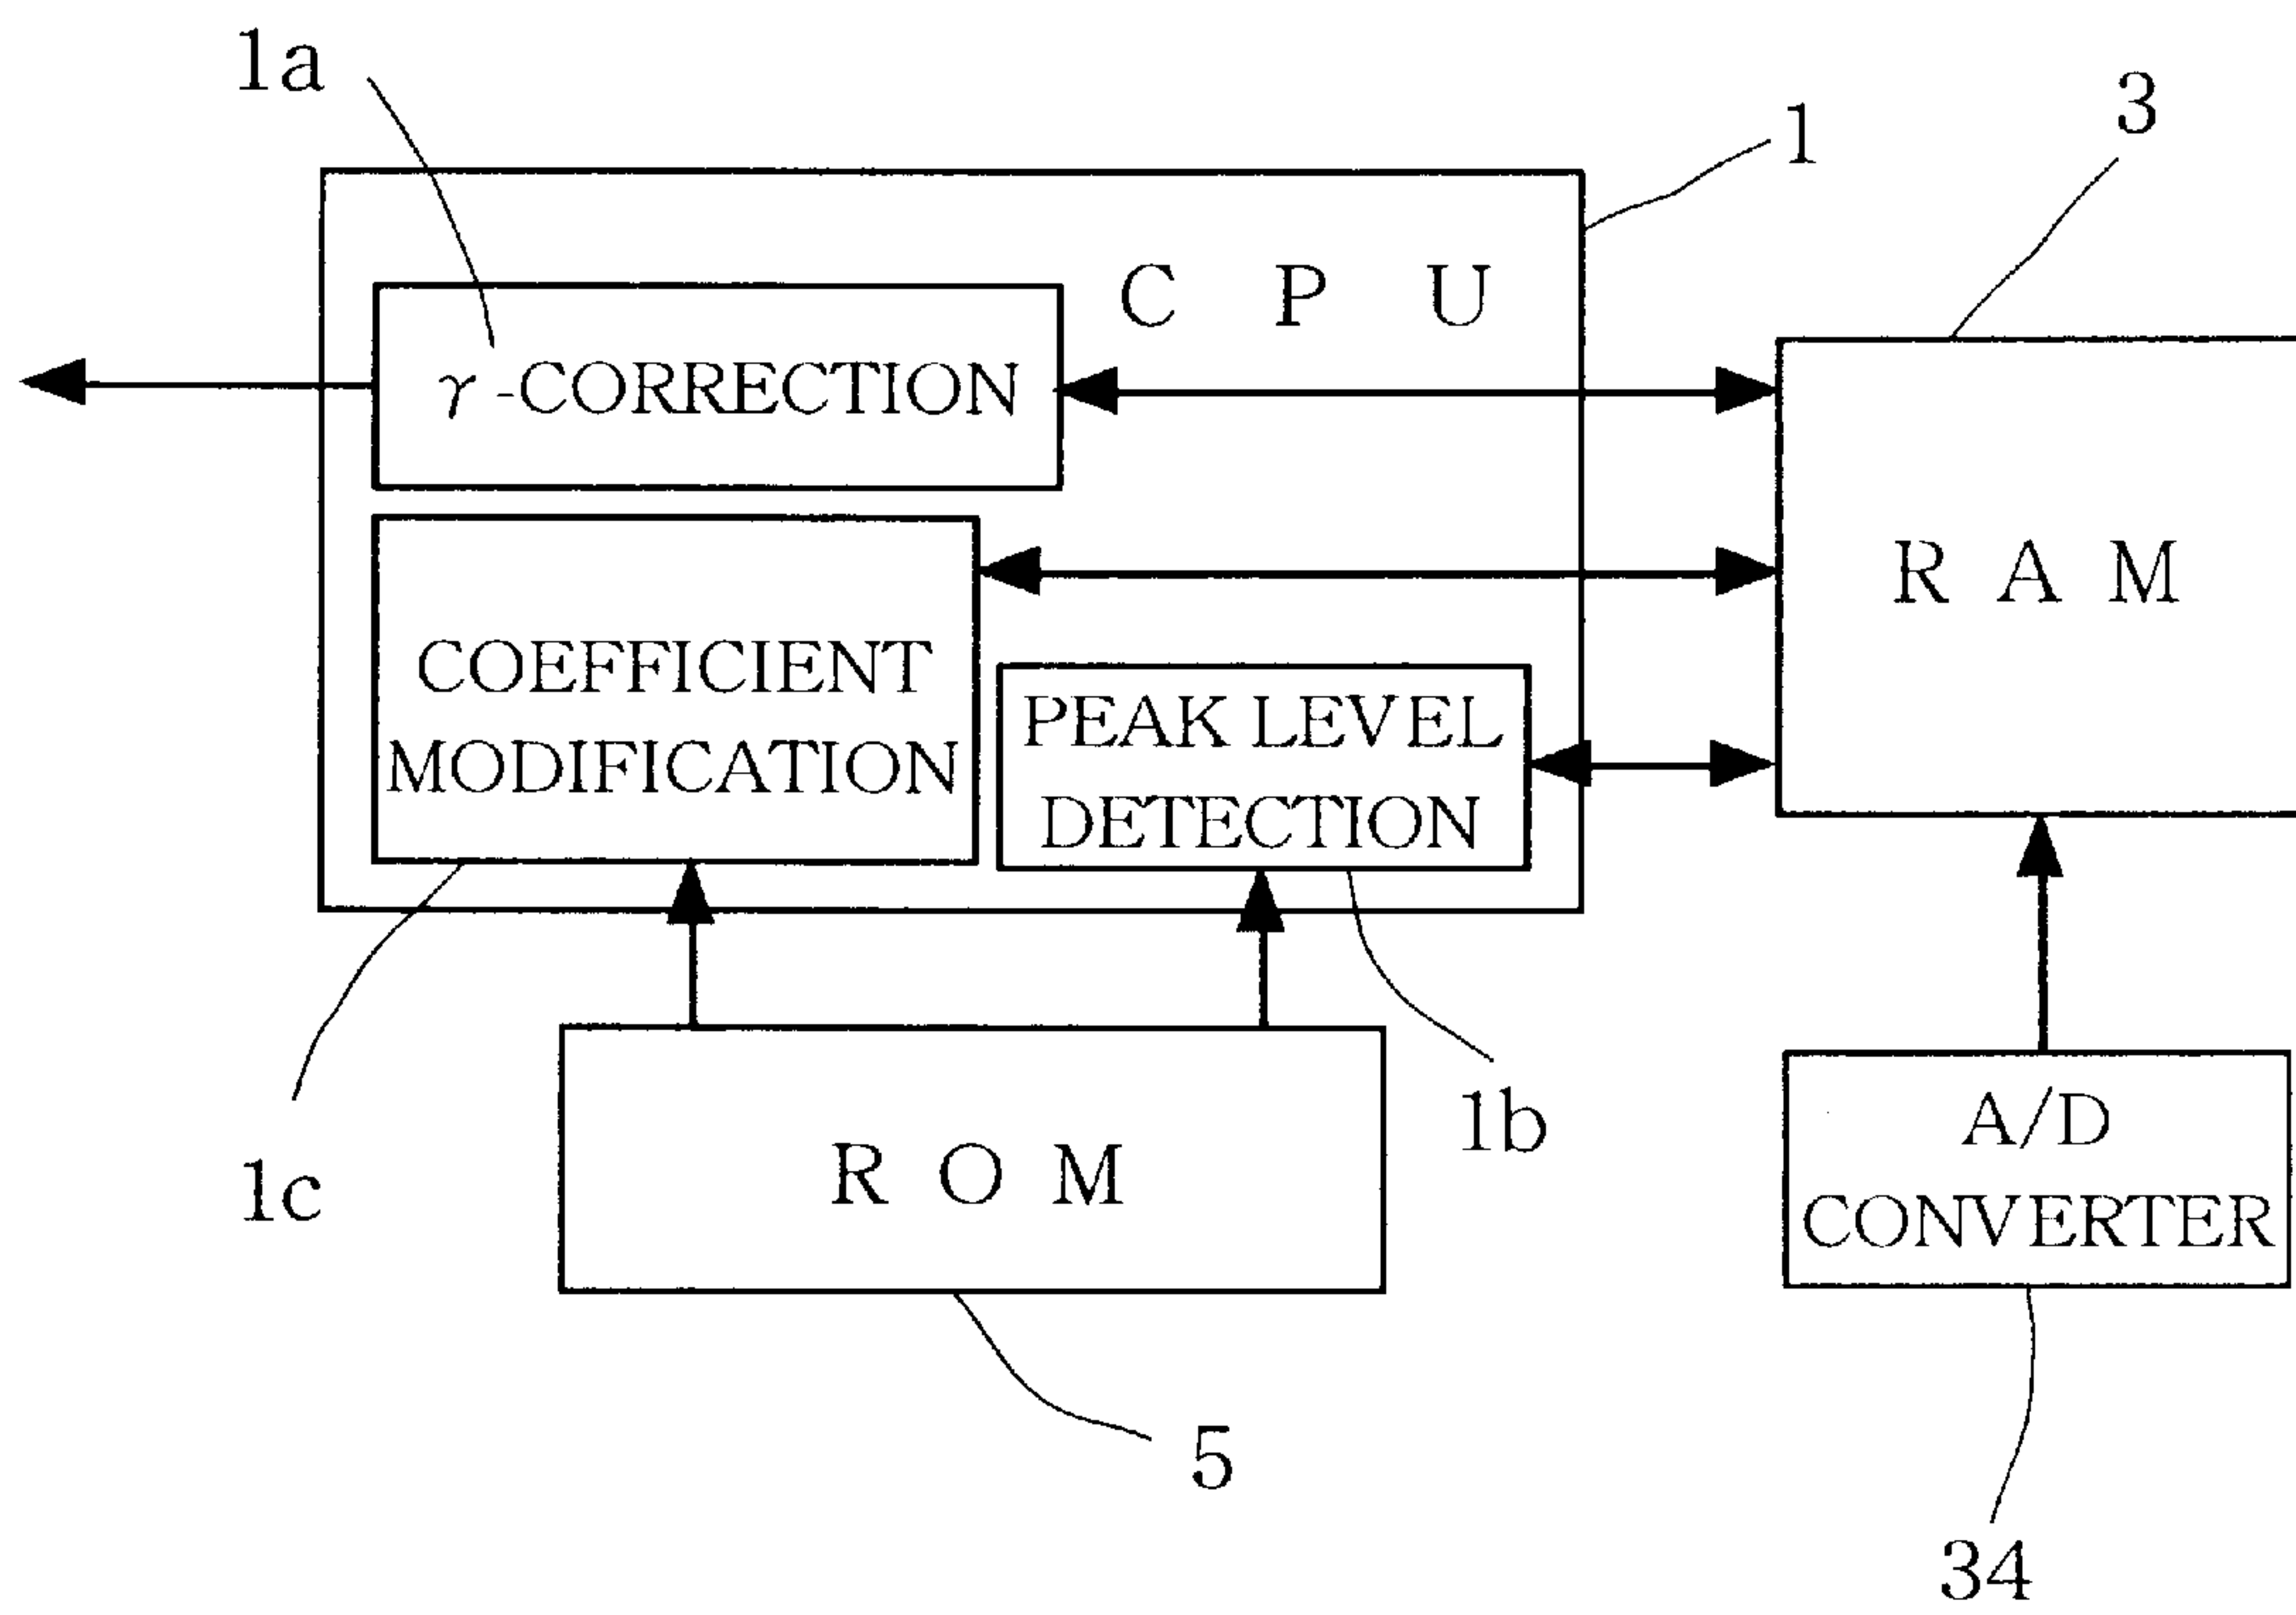 1a
1
3
C P U
γ-CORRECTION
R A M
COEFFICIENT
MODIFICATION
PEAK LEVEL
DETECTION
1b
1c
R O M
A/D
CONVERTER
5
34